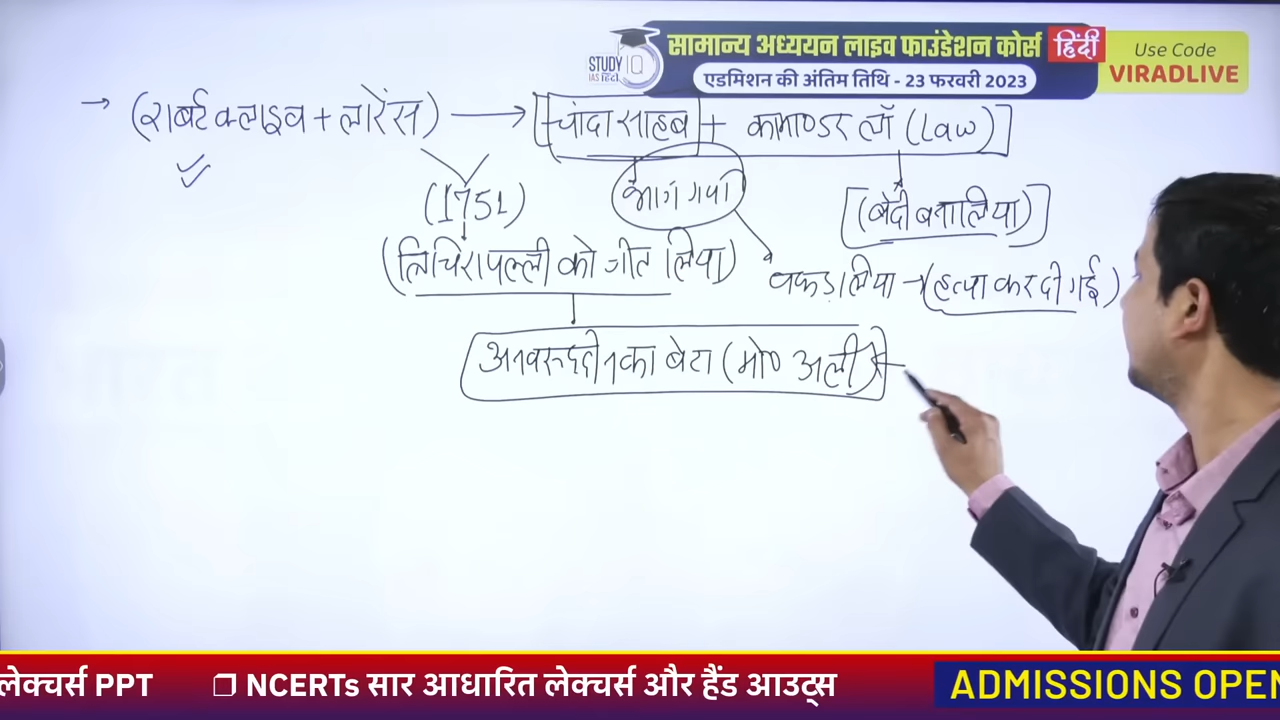 STUDY IQ
IAS हिंदी
सामान्य अध्ययन लाइव फाउंडेशन कोर्स हिंदी
एडमिशन की अंतिम तिथि - 23 फरवरी 2023
Use Code
VIRADLIVE
→ (राबर्ट क्लाइव + लारेंस) → [चांदा साहब + कमाण्डर लॉ (Law)]
(1751) भाग गया [(बंदी बना लिया)]
(त्रिचिरापल्ली को जीत लिया) पकड़ लिया → (हत्या कर दी गई)
अनवरुद्दीन का बेटा (मो० अली)
लेक्चर्स PPT ❐ NCERTs सार आधारित लेक्चर्स और हैंड आउट्स ADMISSIONS OPEN